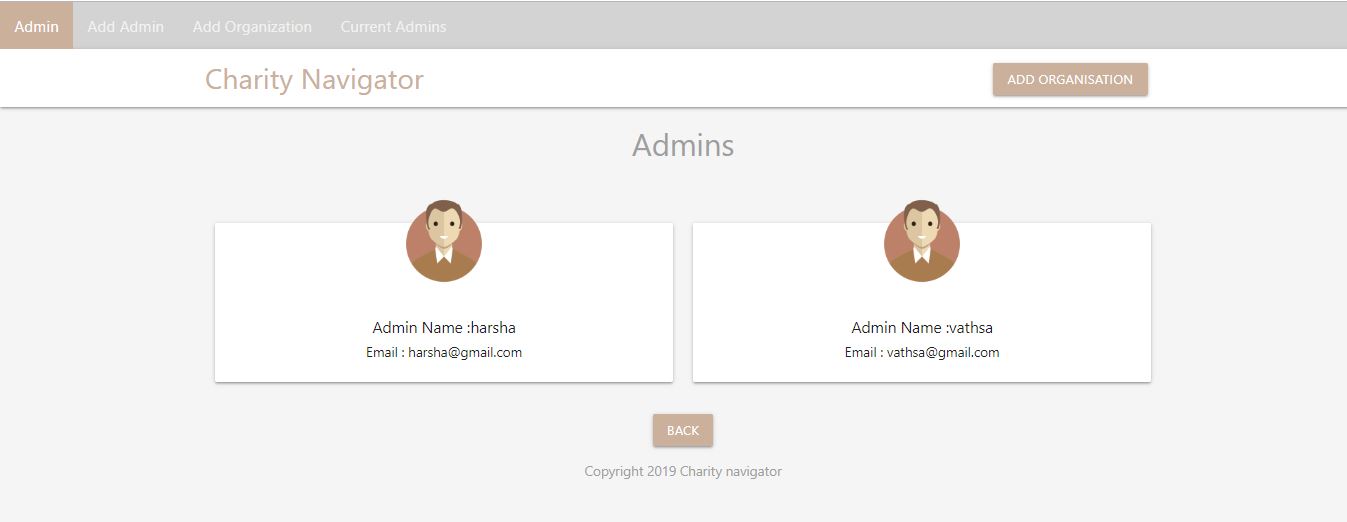 Admin Add Admin Add Organization Current Admins
Charity Navigator ADD ORGANISATION
Admins
Admin Name :harsha Admin Name :vathsa
Email : harsha@gmail.com Email : vathsa@gmail.com
BACK
Copyright 2019 Charity navigator